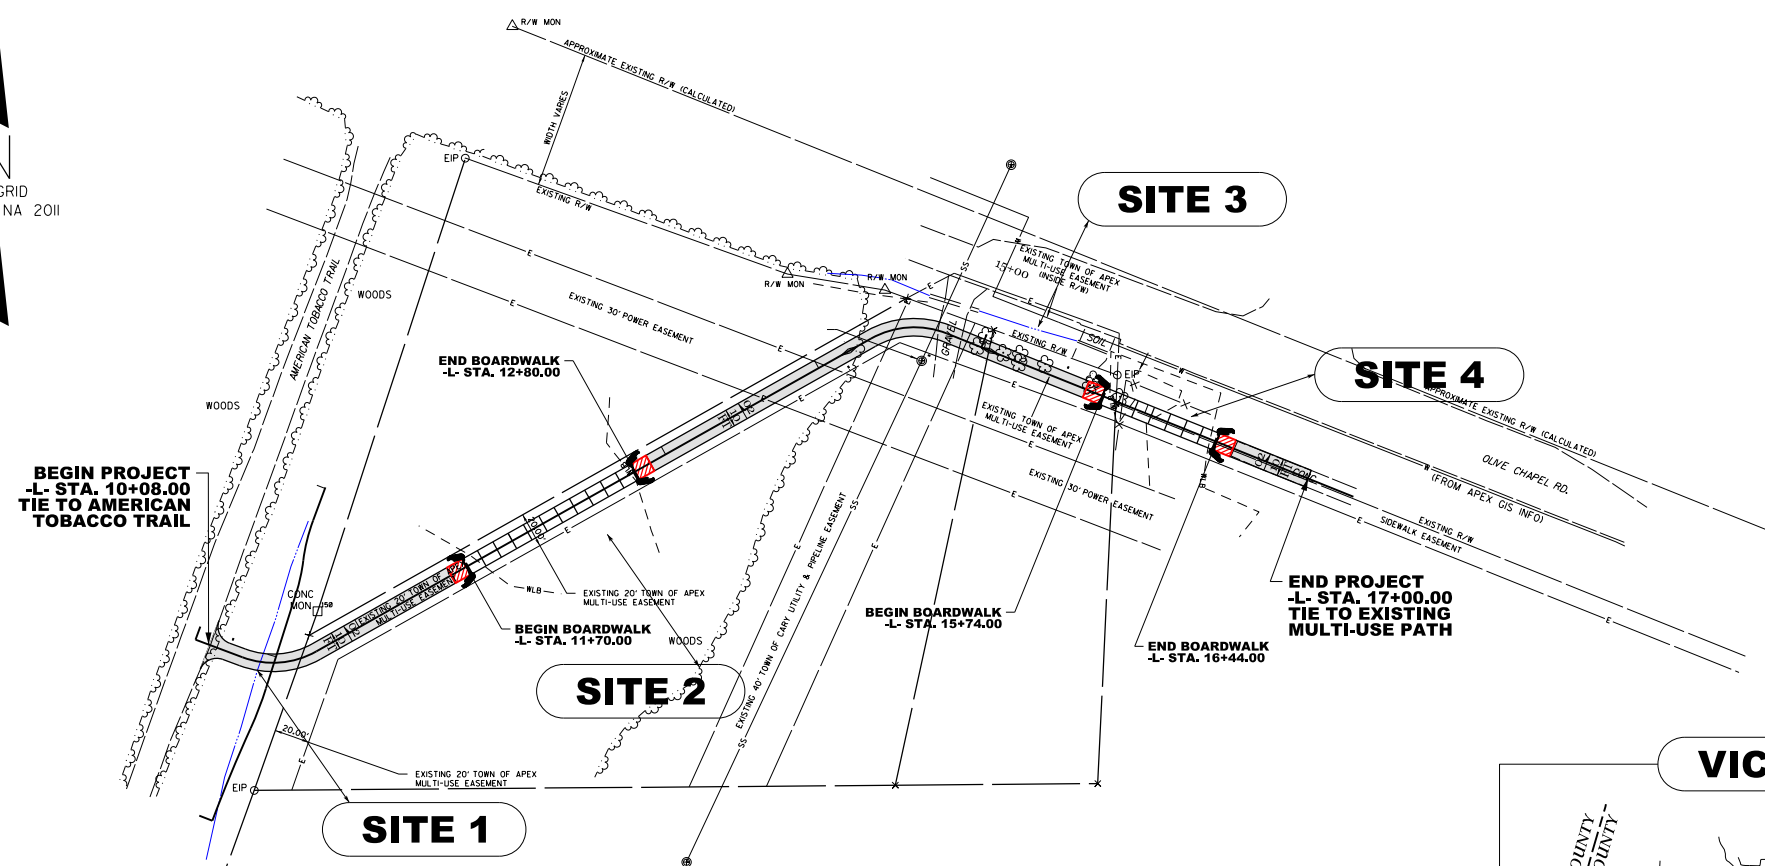 R/W MON
APPROXIMATE EXISTING R/W (CALCULATED)
WIDTH VARIES
N
GRID
NA 2011
EIP
EXISTING R/W
SITE 3
AMERICAN TOBACCO TRAIL
WOODS
WOODS
E
E
EXISTING 30' POWER EASEMENT
E
R/W MON
R/W MON
E
SS
W
EXISTING TOWN OF APEX
MULTI-USE EASEMENT
(INSIDE R/W)
15+00
E
EXISTING R/W
SOIL
GRAVEL
E
EIP
W
SITE 4
APPROXIMATE EXISTING R/W (CALCULATED)
END BOARDWALK
-L- STA. 12+80.00
EXISTING TOWN OF APEX
MULTI-USE EASEMENT
E
E
EXISTING 30' POWER EASEMENT
E
OLIVE CHAPEL RD.
W
(FROM APEX GIS INFO)
WLB
EXISTING R/W
SIDEWALK EASEMENT
E
E
BEGIN PROJECT
-L- STA. 10+08.00
TIE TO AMERICAN
TOBACCO TRAIL
20.00'
E
WLB
EXISTING 20' TOWN OF APEX
MULTI-USE EASEMENT
EXISTING 20' TOWN OF APEX
MULTI-USE EASEMENT
CONC
MON
BEGIN BOARDWALK
-L- STA. 11+70.00
WOODS
E
E
SS
EXISTING 40' TOWN OF CARY UTILITY & PIPELINE EASEMENT
SS
BEGIN BOARDWALK
-L- STA. 15+74.00
END PROJECT
-L- STA. 17+00.00
TIE TO EXISTING
MULTI-USE PATH
END BOARDWALK
-L- STA. 16+44.00
SITE 2
20.00'
E
EXISTING 20' TOWN OF APEX
MULTI-USE EASEMENT
EIP
SITE 1
VIC
OUNTY
OUNTY